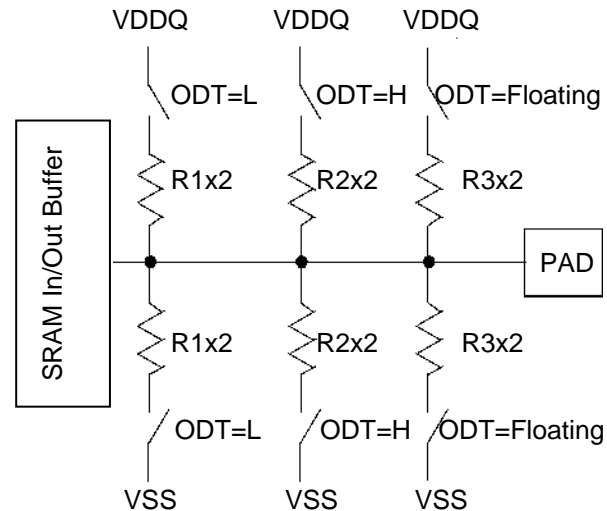 VDDQ VDDQ VDDQ
ODT=L ODT=H ODT=Floating
R1x2 R2x2 R3x2
SRAM In/Out Buffer
PAD
R1x2 R2x2 R3x2
ODT=L ODT=H ODT=Floating
VSS VSS VSS